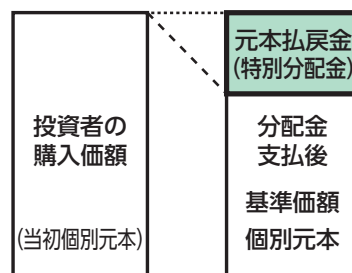 投資者の
購入価額
(当初個別元本)
元本払戻金
(特別分配金)
分配金
支払後
基準価額
個別元本